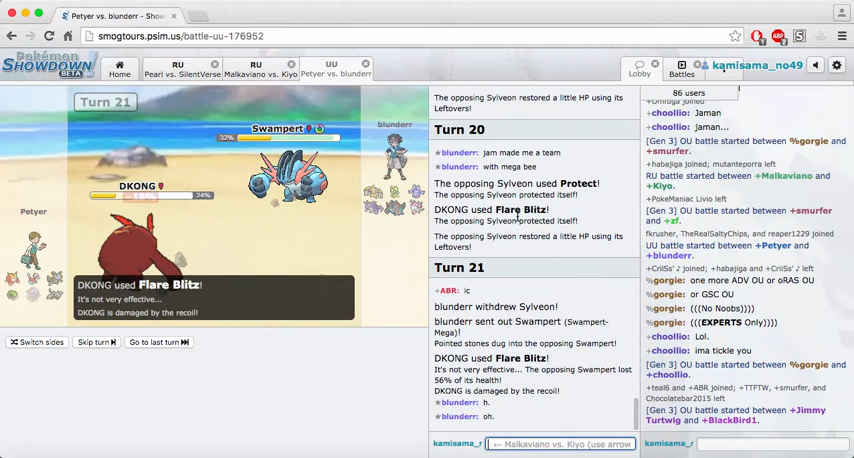 Petyer vs. blunderr - Show
smogtours.psim.us/battle-uu-176952
Pokémon
SHOWDOWN
BETA
Home
RU
Pearl vs. SilentVerse
RU
Malkaviano vs. Kiyo
UU
Petyer vs. blunderr
Lobby
Battles
kamisama_no49
86 users
Turn 21
blunderr
Swampert
32%
DKONG
24%
Petyer
DKONG used Flare Blitz!
It's not very effective...
DKONG is damaged by the recoil!
Switch sides
Skip turn
Go to last turn
The opposing Sylveon restored a little HP using its
Leftovers!
Turn 20
★blunderr: jam made me a team
★blunderr: with mega bee
The opposing Sylveon used Protect!
The opposing Sylveon protected itself!
DKONG used Flare Blitz!
The opposing Sylveon protected itself!
The opposing Sylveon restored a little HP using its
Leftovers!
Turn 21
+ABR: ic
blunderr withdrew Sylveon!
blunderr sent out Swampert (Swampert-
Mega)!
Pointed stones dug into the opposing Swampert!
DKONG used Flare Blitz!
It's not very effective... The opposing Swampert lost
56% of its health!
DKONG is damaged by the recoil!
★blunderr: h.
★blunderr: oh.
kamisama_r
← Malkaviano vs. Kiyo (use arrow
+choollio: Jaman
+choollio: jaman...
[Gen 3] OU battle started between %gorgie and
+smurfer.
+habajiga joined; mutanteporra left
RU battle started between +Malkaviano and
+Kiyo.
+PokeManiac Livio left
[Gen 3] OU battle started between +smurfer and
+zf.
fkrusher, TheRealSaltyChips, and reaper1229 joined
UU battle started between +Petyer and
+blunderr.
+CriiSs' ♪ joined; +habajiga and +CriiSs' ♪ left
%gorgie: one more ADV OU or oRAS OU
%gorgie: or GSC OU
%gorgie: (((No Noobs))))
%gorgie: (((EXPERTS Only))))
+choollio: Lol.
+choollio: ima tickle you
[Gen 3] OU battle started between %gorgie and
+choollio.
+teal6 and +ABR joined; +TTFTW, +smurfer, and
Chocolatebar2015 left
[Gen 3] OU battle started between +Jimmy
Turtwig and +BlackBird1.
kamisama_r